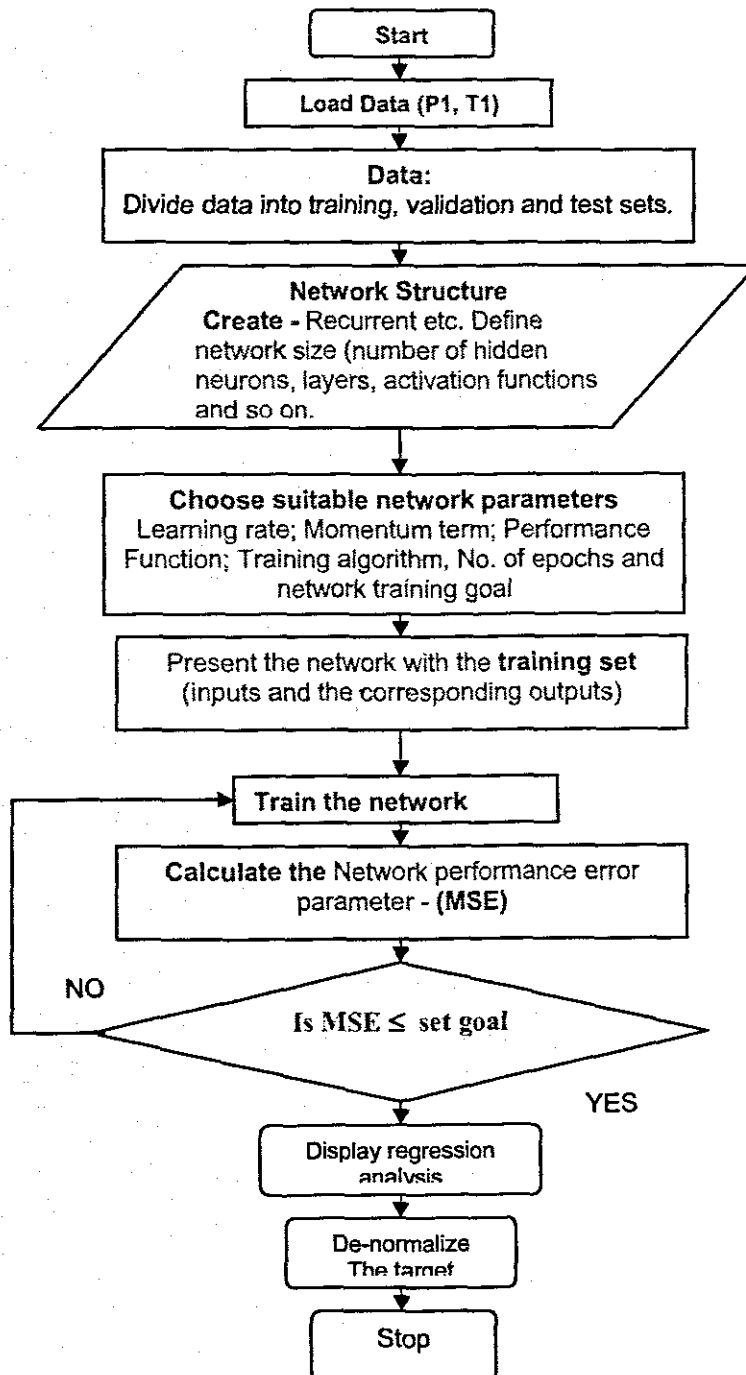 Start
Load Data (P1, T1)
Data:
Divide data into training, validation and test sets.
Network Structure
Create - Recurrent etc. Define
network size (number of hidden
neurons, layers, activation functions
and so on.
Choose suitable network parameters
Learning rate; Momentum term; Performance
Function; Training algorithm, No. of epochs and
network training goal
Present the network with the training set
(inputs and the corresponding outputs)
Train the network
Calculate the Network performance error
parameter - (MSE)
NO
Is MSE ≤ set goal
YES
Display regression
analysis
De-normalize
The target
Stop